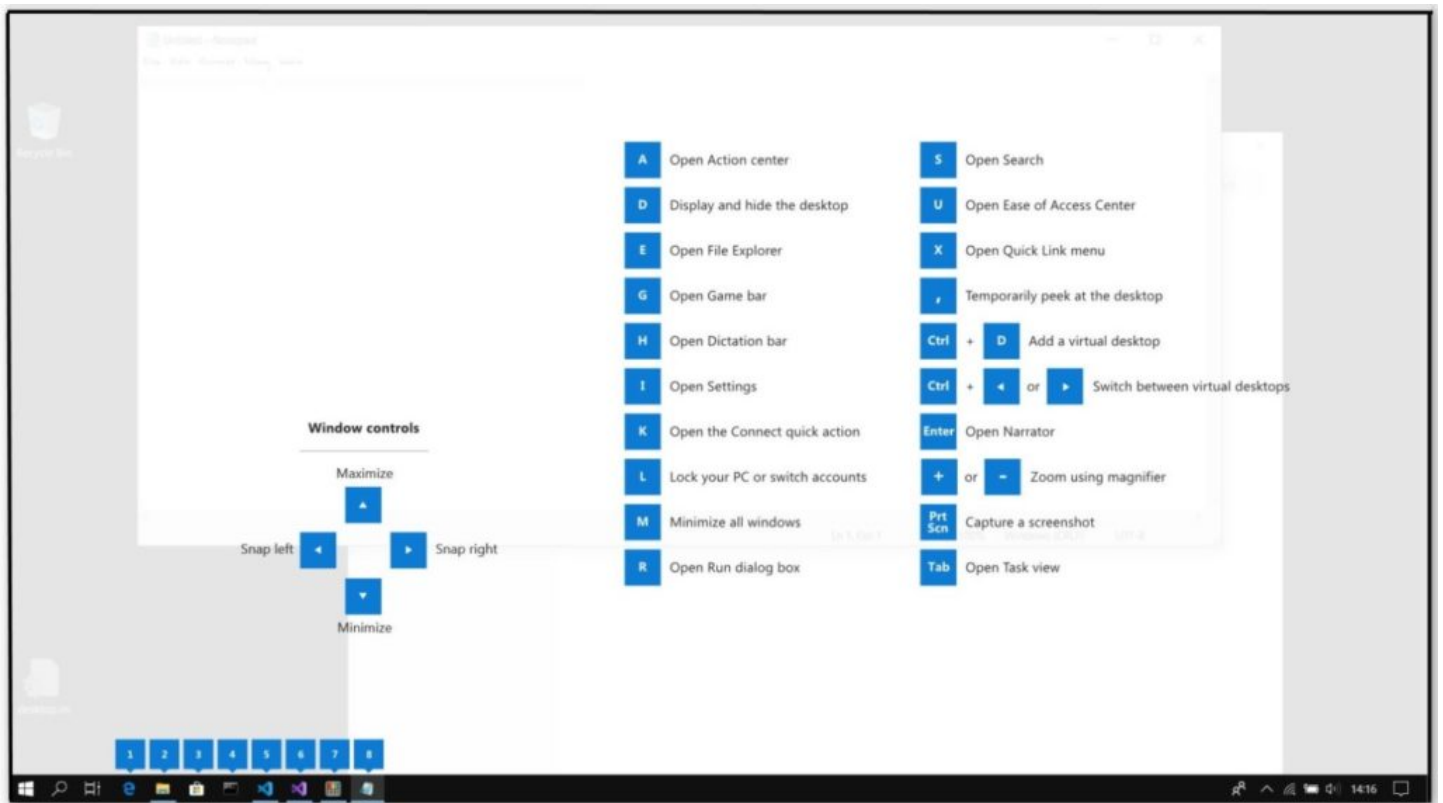 Untitled - Notepad
Recycle Bin
A Open Action center
D Display and hide the desktop
E Open File Explorer
G Open Game bar
H Open Dictation bar
I Open Settings
K Open the Connect quick action
L Lock your PC or switch accounts
M Minimize all windows
R Open Run dialog box
S Open Search
U Open Ease of Access Center
X Open Quick Link menu
, Temporarily peek at the desktop
Ctrl + D Add a virtual desktop
Ctrl + ◄ or ► Switch between virtual desktops
Enter Open Narrator
+ or - Zoom using magnifier
Prt Scn Capture a screenshot
Tab Open Task view
Window controls
Maximize
Snap left
Snap right
Minimize
1 2 3 4 5 6 7 8
14:16